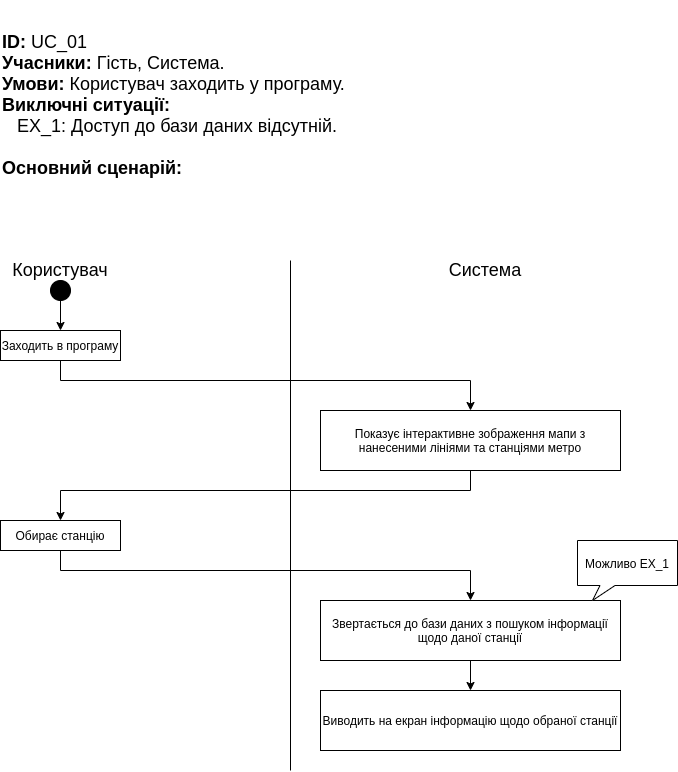 ID: UC_01
Учасники: Гість, Система.
Умови: Користувач заходить у програму.
Виключні ситуації:
EX_1: Доступ до бази даних відсутній.
Основний сценарій:
Користувач
Система
Заходить в програму
Показує інтерактивне зображення мапи з
нанесеними лініями та станціями метро
Обирає станцію
Можливо EX_1
Звертається до бази даних з пошуком інформації
щодо даної станції
Виводить на екран інформацію щодо обраної станції